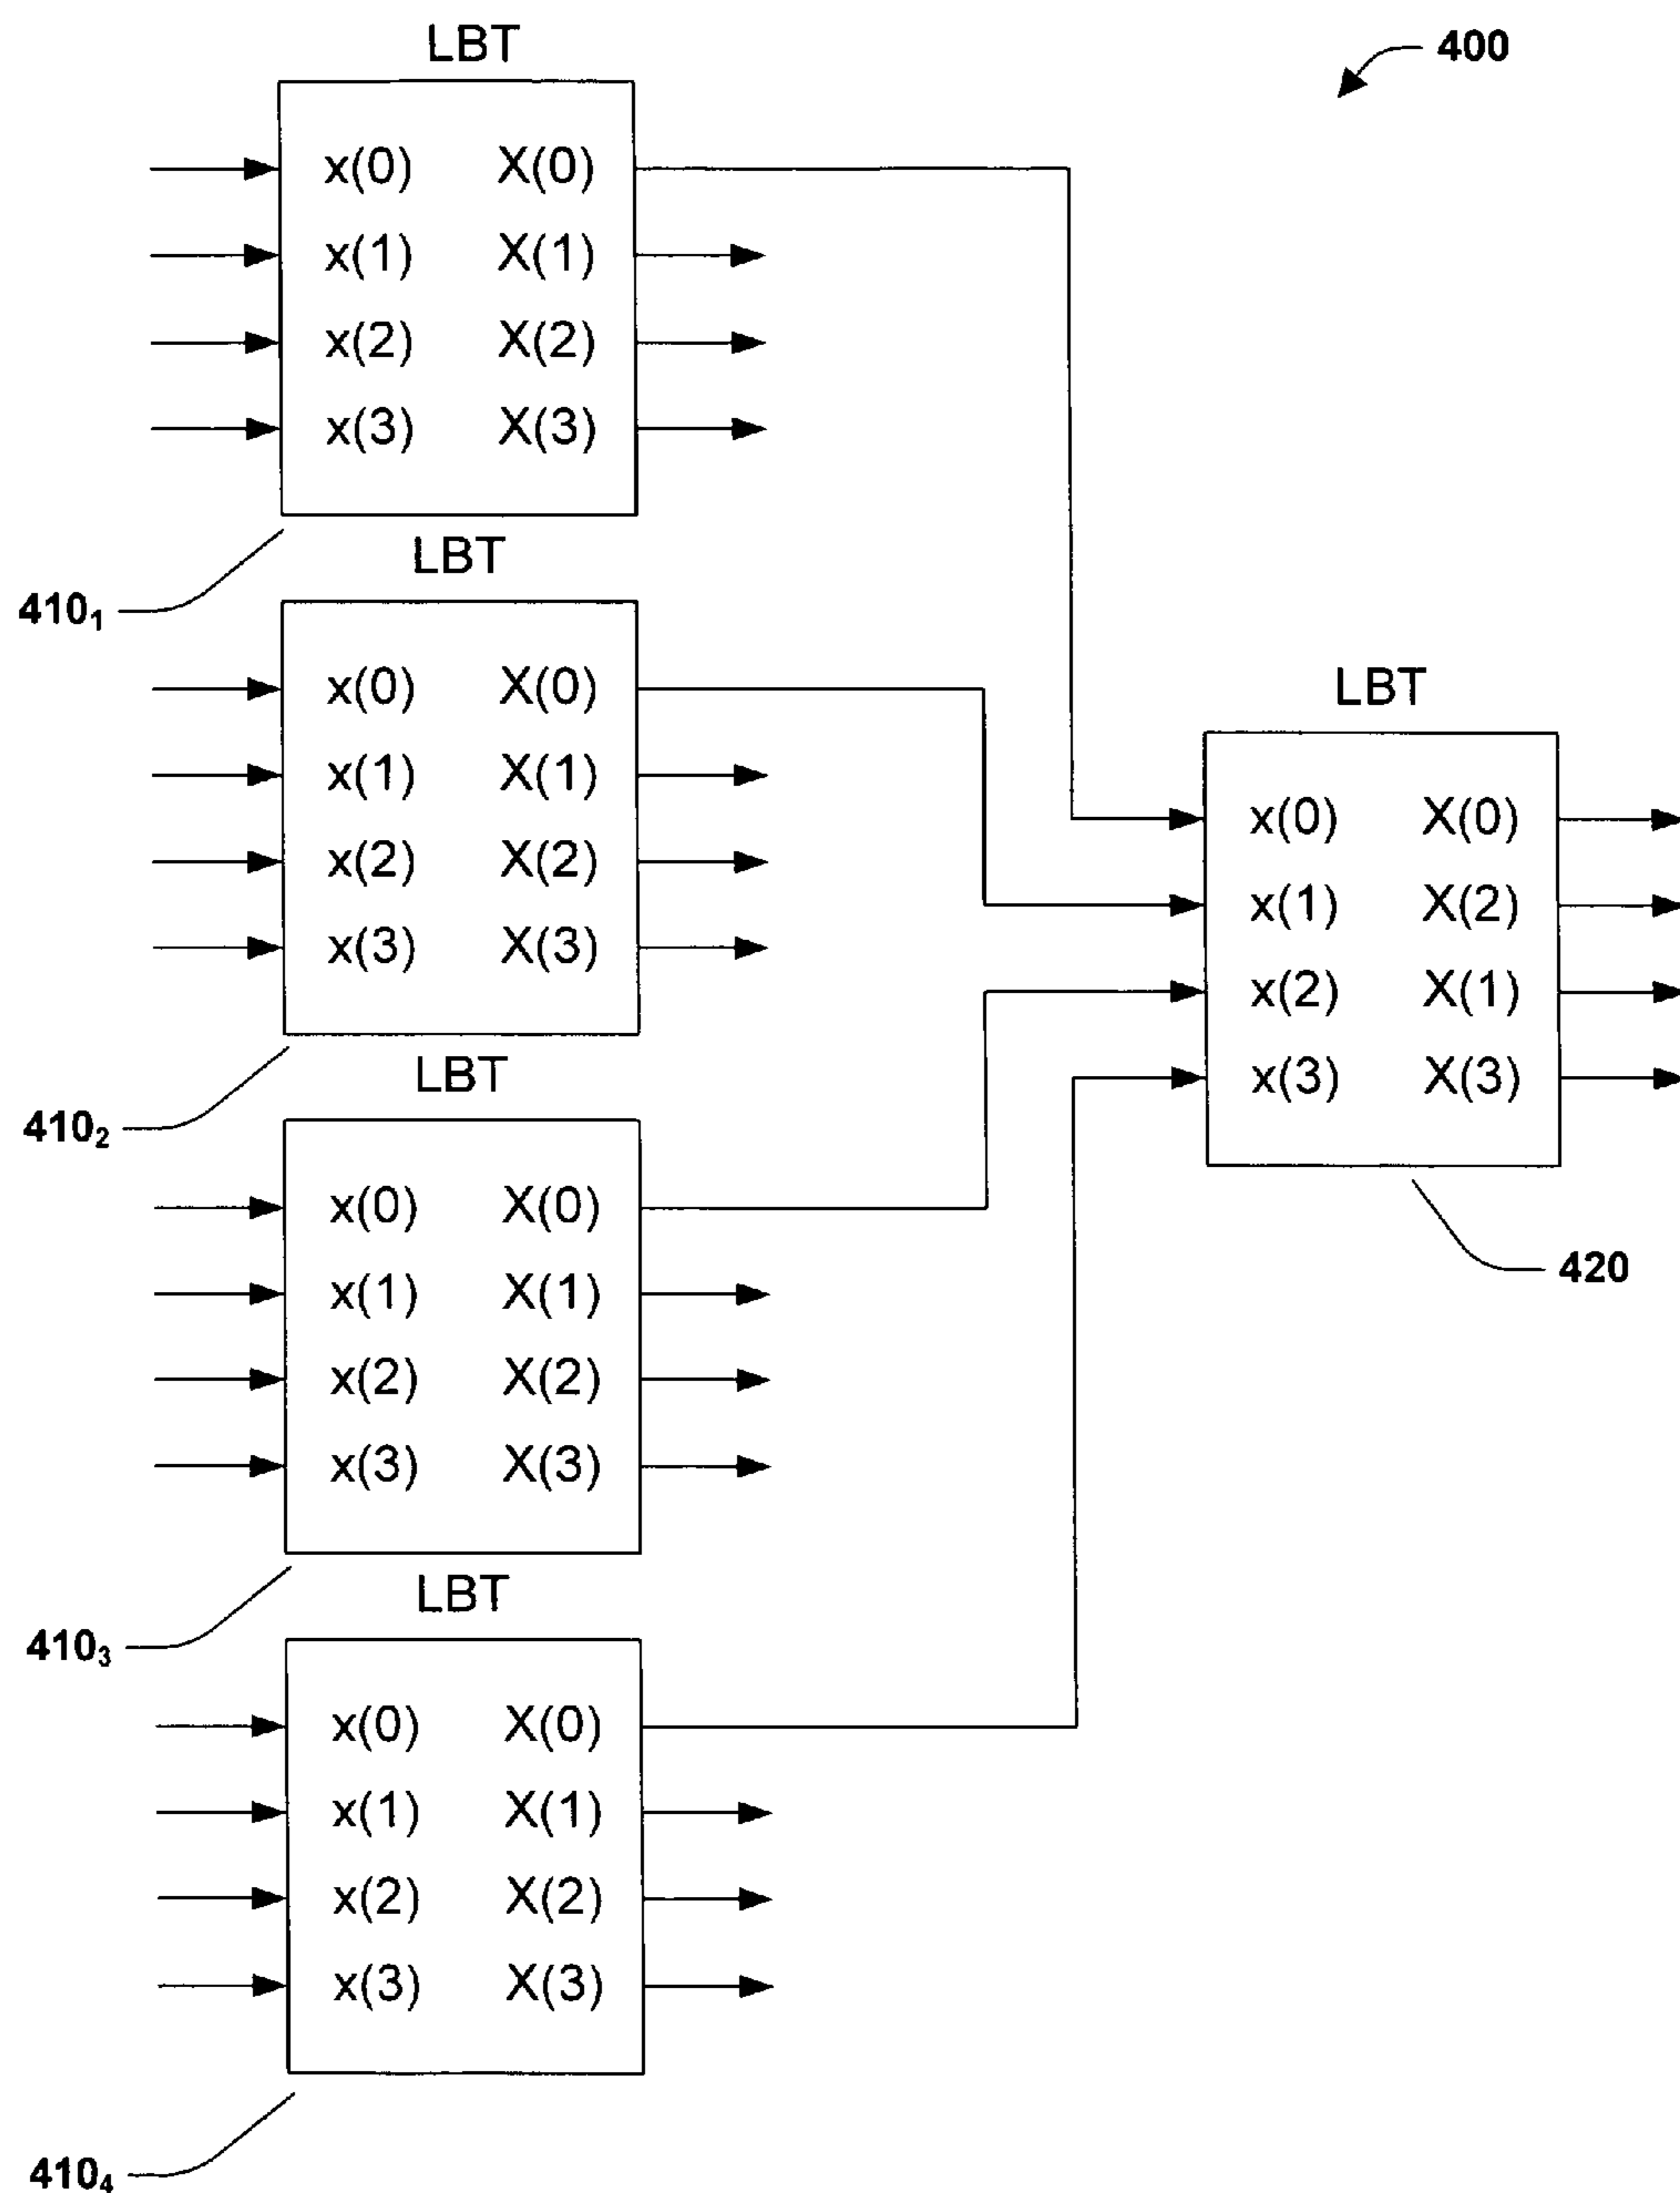 LBT
400
x(0) X(0)
x(1) X(1)
x(2) X(2)
x(3) X(3)
410₁
LBT
x(0) X(0)
x(1) X(1)
x(2) X(2)
x(3) X(3)
410₂
LBT
x(0) X(0)
x(1) X(2)
x(2) X(1)
x(3) X(3)
420
LBT
x(0) X(0)
x(1) X(1)
x(2) X(2)
x(3) X(3)
410₃
LBT
x(0) X(0)
x(1) X(1)
x(2) X(2)
x(3) X(3)
410₄